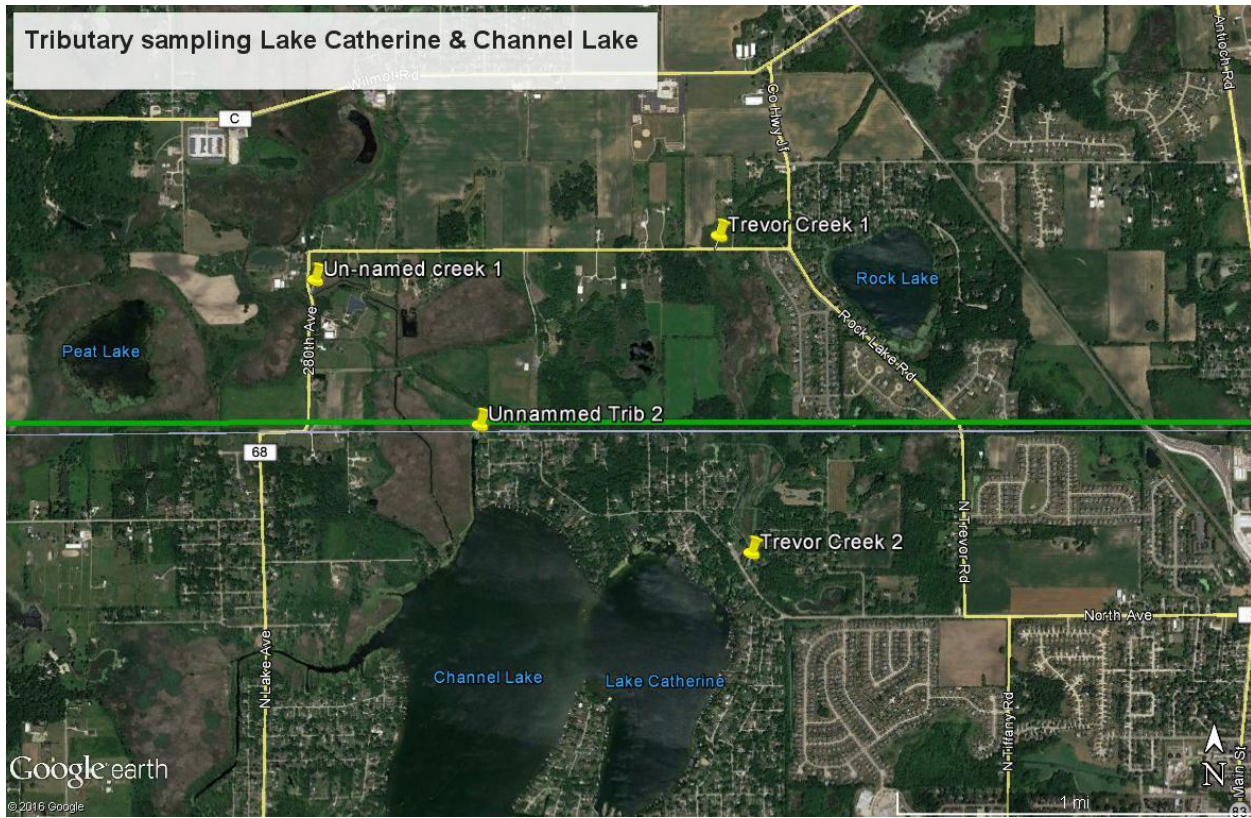 Tributary sampling Lake Catherine & Channel Lake
Wilmot Rd
C
Co Hwy Jf
Antioch Rd
Trevor Creek 1
Un-named creek 1
Rock Lake
Peat Lake
280th Ave
Rock Lake Rd
Unnammed Trib 2
68
Trevor Creek 2
N Trevor Rd
North Ave
N Lake Ave
Channel Lake
Lake Catherine
N Tiffany Rd
Google earth
N
Main St
© 2016 Google
1 mi
83